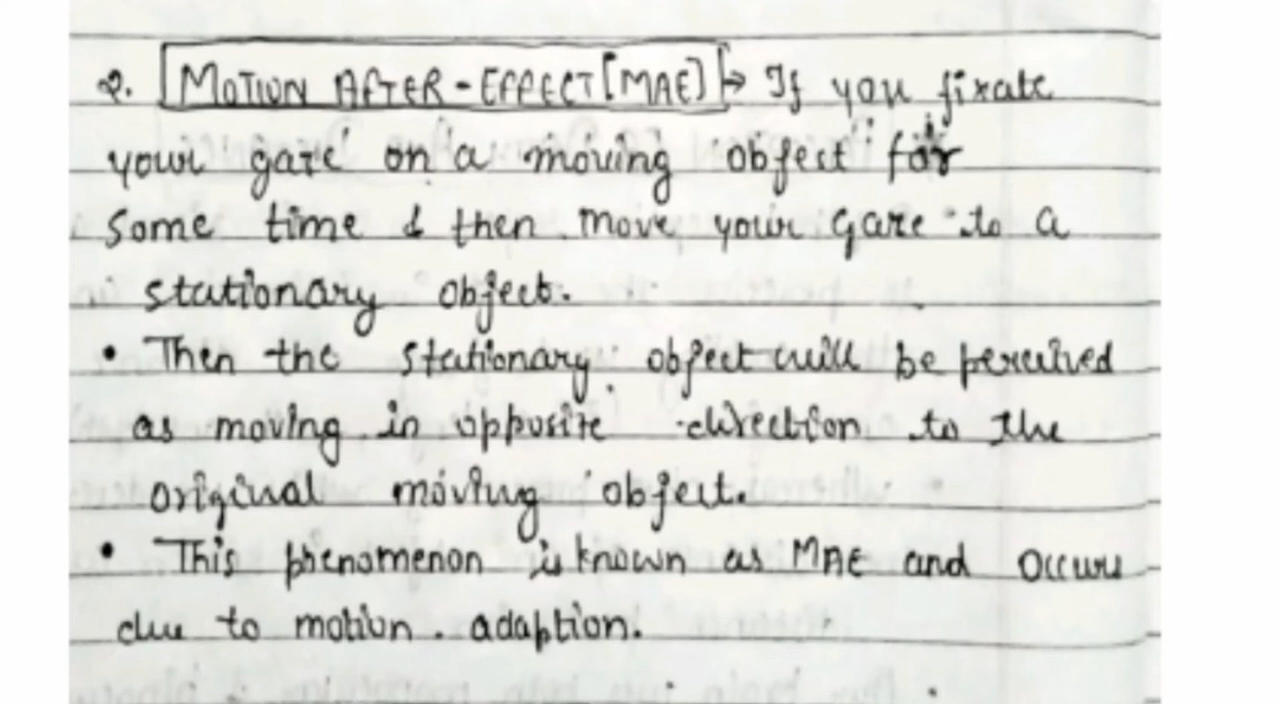 2. MOTION AFTER-EFFECT [MAE] → If you fixate
your gaze on a moving object for
some time & then move your gaze to a
stationary object.
• Then the stationary object will be perceived
as moving in opposite direction to the
original moving object.
• This phenomenon is known as MAE and occurs
due to motion adaption.